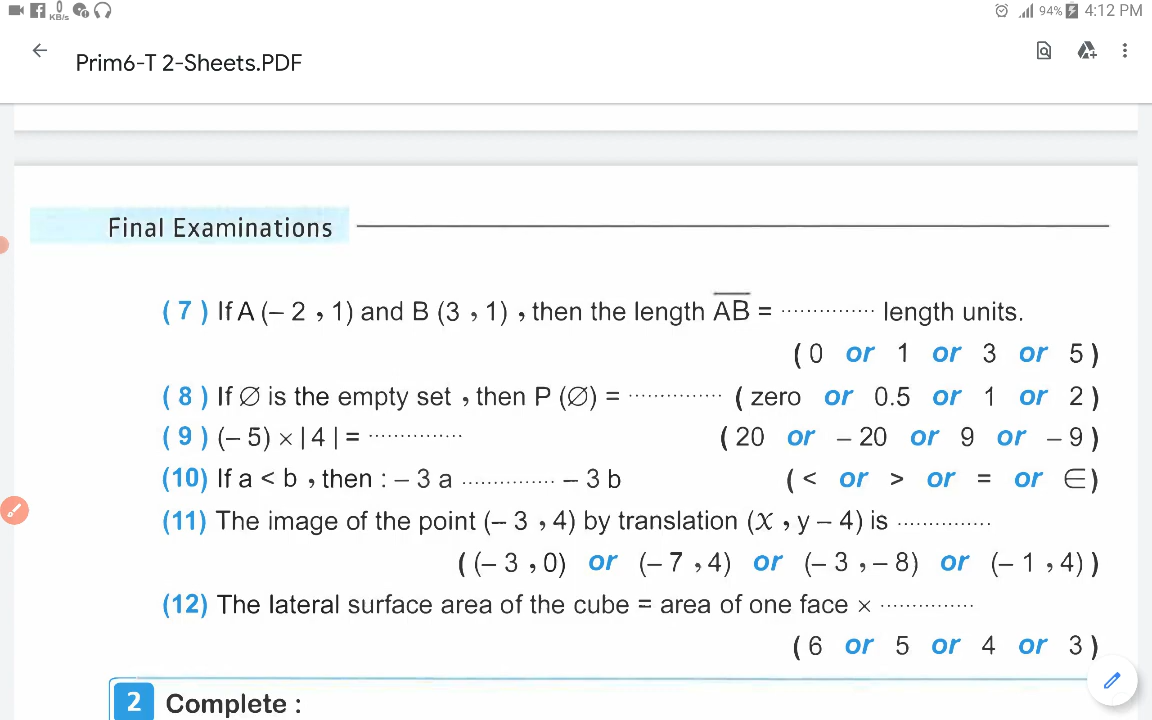 0
KB/s
94% 4:12 PM
Prim6-T 2-Sheets.PDF
Final Examinations
( 7 ) If A (– 2 , 1) and B (3 , 1) , then the length A̅B̅ = ............... length units.
( 0 or 1 or 3 or 5 )
( 8 ) If ∅ is the empty set , then P (∅) = ............... ( zero or 0.5 or 1 or 2 )
( 9 ) (– 5) × | 4 | = ............... ( 20 or – 20 or 9 or – 9 )
(10) If a < b , then : – 3 a ............... – 3 b ( < or > or = or ∈ )
(11) The image of the point (– 3 , 4) by translation (X , y – 4) is ...............
( (– 3 , 0) or (– 7 , 4) or (– 3 , – 8) or (– 1 , 4) )
(12) The lateral surface area of the cube = area of one face × ...............
( 6 or 5 or 4 or 3 )
2 Complete :